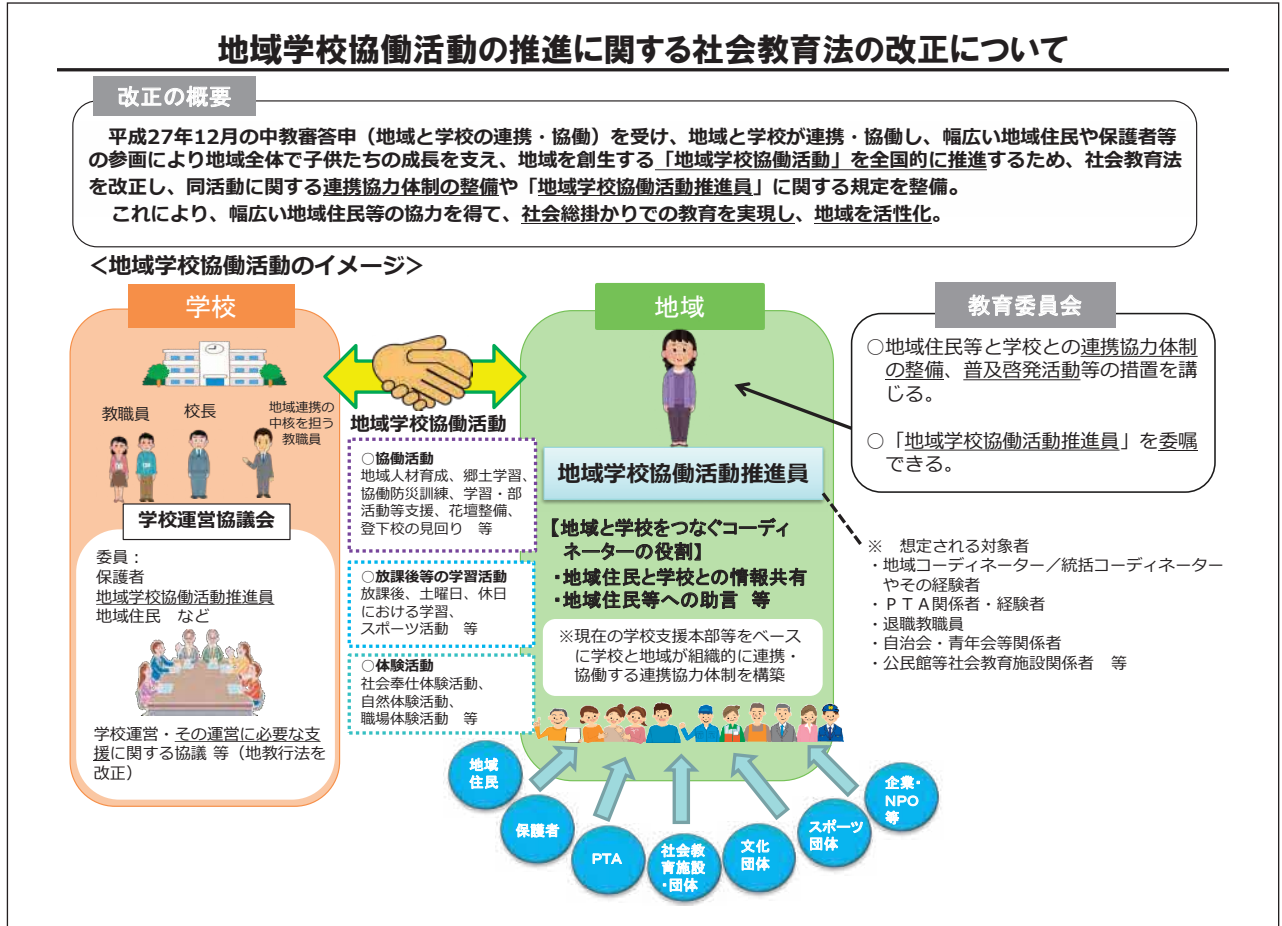 地域学校協働活動の推進に関する社会教育法の改正について
改正の概要
平成27年12月の中教審答申（地域と学校の連携・協働）を受け、地域と学校が連携・協働し、幅広い地域住民や保護者等
の参画により地域全体で子供たちの成長を支え、地域を創生する「地域学校協働活動」を全国的に推進するため、社会教育法
を改正し、同活動に関する連携協力体制の整備や「地域学校協働活動推進員」に関する規定を整備。
これにより、幅広い地域住民等の協力を得て、社会総掛かりでの教育を実現し、地域を活性化。
＜地域学校協働活動のイメージ＞
学校
教職員
校長
地域連携の
中核を担う
教職員
学校運営協議会
委員：
保護者
地域学校協働活動推進員
地域住民　など
学校運営・その運営に必要な支
援に関する協議 等（地教行法を
改正）
地域学校協働活動
○協働活動
地域人材育成、郷土学習、
協働防災訓練、学習・部
活動等支援、花壇整備、
登下校の見回り　等
○放課後等の学習活動
放課後、土曜日、休日
における学習、
スポーツ活動　等
○体験活動
社会奉仕体験活動、
自然体験活動、
職場体験活動　等
地域
地域学校協働活動推進員
【地域と学校をつなぐコーディ
ネーターの役割】
・地域住民と学校との情報共有
・地域住民等への助言　等
※現在の学校支援本部等をベース
に学校と地域が組織的に連携・
協働する連携協力体制を構築
地域
住民
保護者
PTA
社会教
育施設
・団体
文化
団体
スポーツ
団体
企業・
NPO
等
教育委員会
○地域住民等と学校との連携協力体制
の整備、普及啓発活動等の措置を講
じる。
○「地域学校協働活動推進員」を委嘱
できる。
※　想定される対象者
・地域コーディネーター／統括コーディネーター
やその経験者
・ＰＴＡ関係者・経験者
・退職教職員
・自治会・青年会等関係者
・公民館等社会教育施設関係者　等